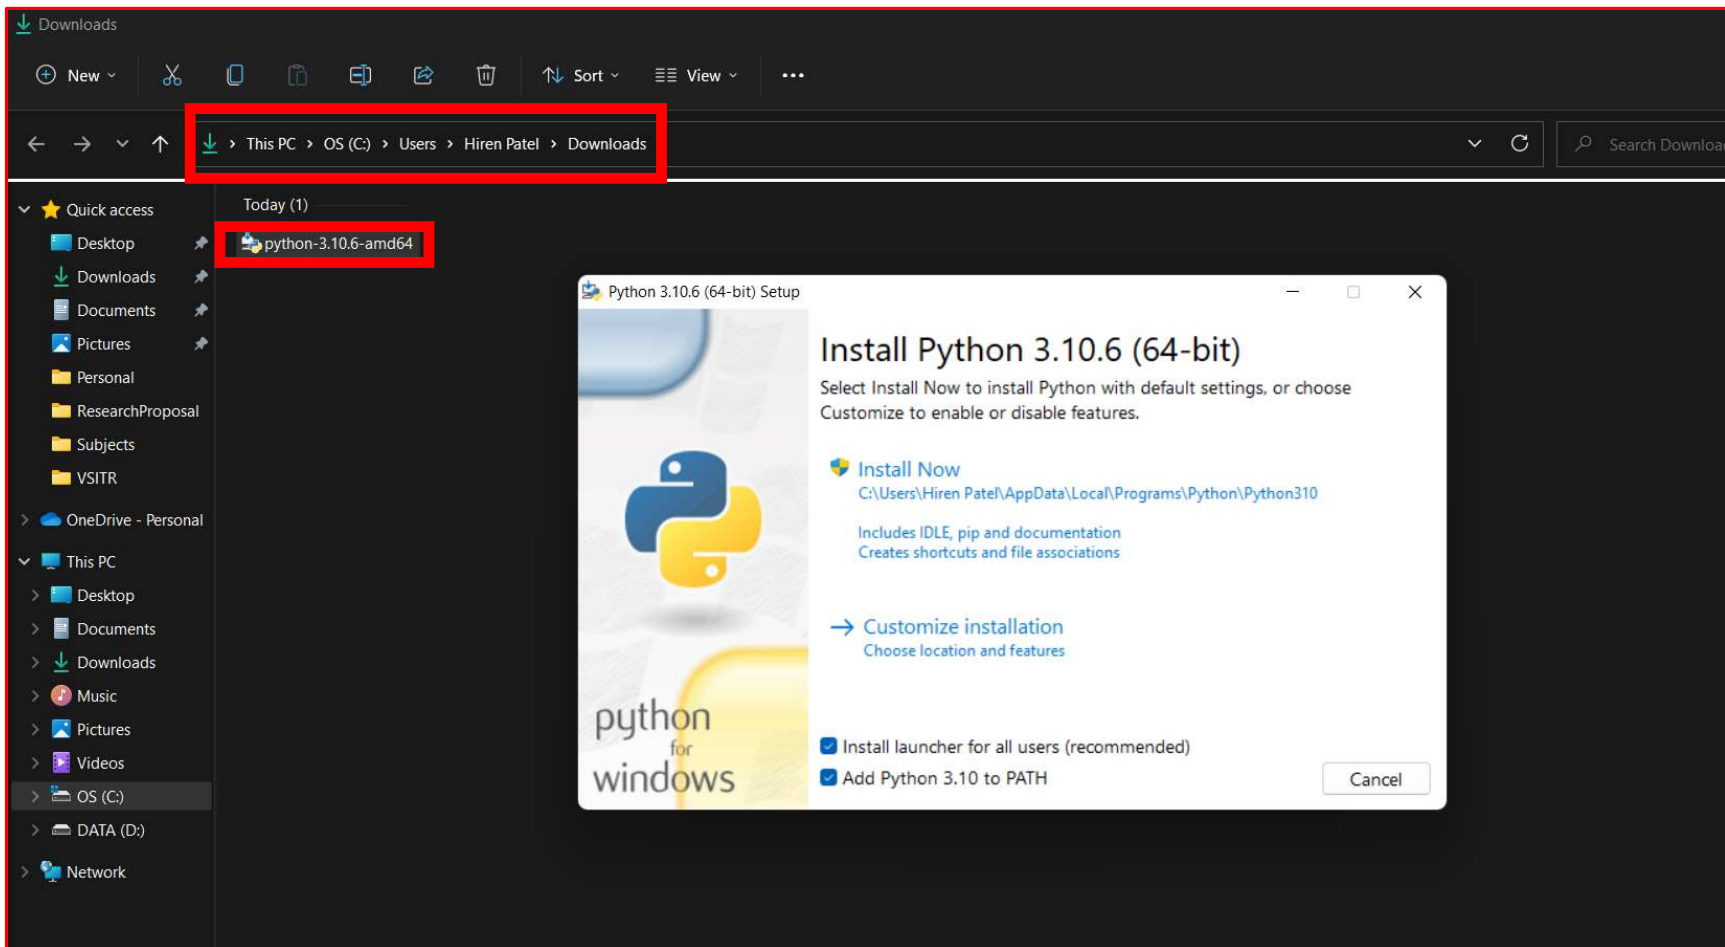 Downloads
New
Sort
View
This PC > OS (C:) > Users > Hiren Patel > Downloads
Search Downloa
Quick access
Desktop
Downloads
Documents
Pictures
Personal
ResearchProposal
Subjects
VSITR
OneDrive - Personal
This PC
Desktop
Documents
Downloads
Music
Pictures
Videos
OS (C:)
DATA (D:)
Network
Today (1)
python-3.10.6-amd64
Python 3.10.6 (64-bit) Setup
Install Python 3.10.6 (64-bit)
Select Install Now to install Python with default settings, or choose
Customize to enable or disable features.
Install Now
C:\Users\Hiren Patel\AppData\Local\Programs\Python\Python310
Includes IDLE, pip and documentation
Creates shortcuts and file associations
Customize installation
Choose location and features
python
for
windows
Install launcher for all users (recommended)
Add Python 3.10 to PATH
Cancel